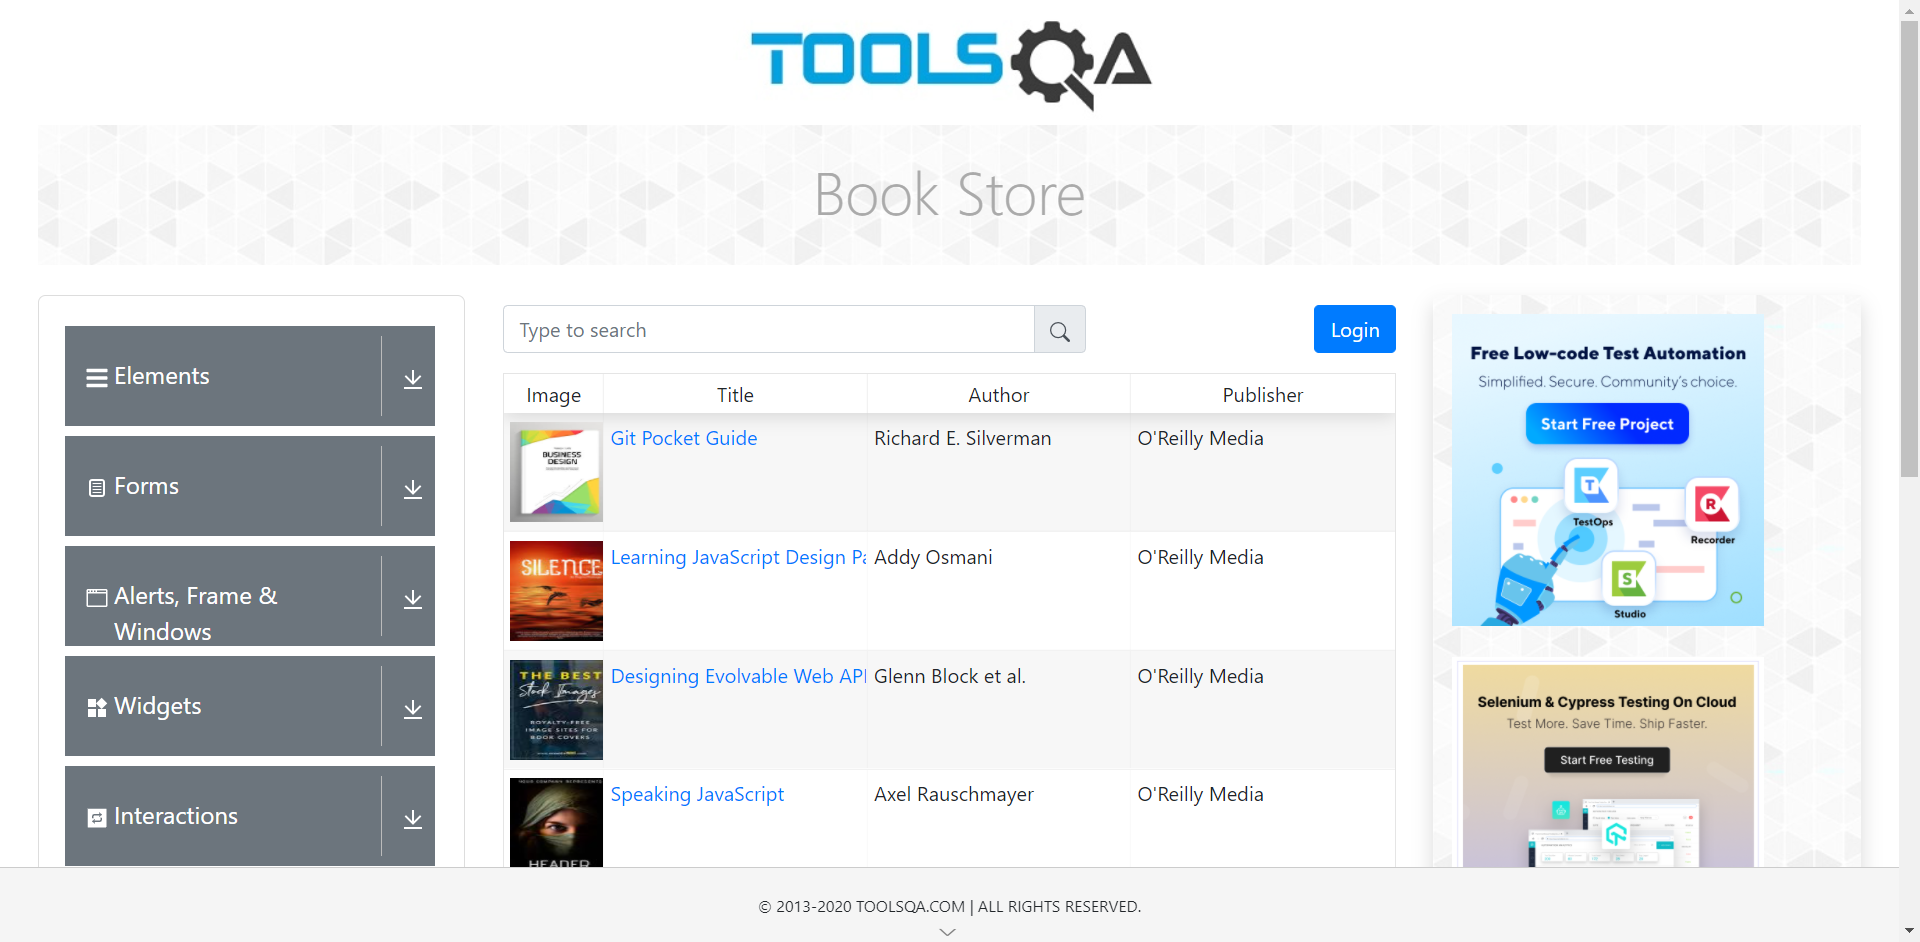 TOOLSQA
Book Store
Elements
Forms
Alerts, Frame &
Windows
Widgets
Interactions
Type to search
Login
Image Title Author Publisher
BUSINESS
DESIGN
Git Pocket Guide Richard E. Silverman O'Reilly Media
SILENCE
Learning JavaScript Design Pa Addy Osmani O'Reilly Media
THE BEST
Stock Images
ROYALTY-FREE
IMAGE SITES FOR
BOOK COVERS
Designing Evolvable Web API Glenn Block et al. O'Reilly Media
Speaking JavaScript Axel Rauschmayer O'Reilly Media
HEADER
Free Low-code Test Automation
Simplified. Secure. Community's choice.
Start Free Project
T
TestOps
R
Recorder
S
Studio
Selenium & Cypress Testing On Cloud
Test More. Save Time. Ship Faster.
Start Free Testing
© 2013-2020 TOOLSQA.COM | ALL RIGHTS RESERVED.